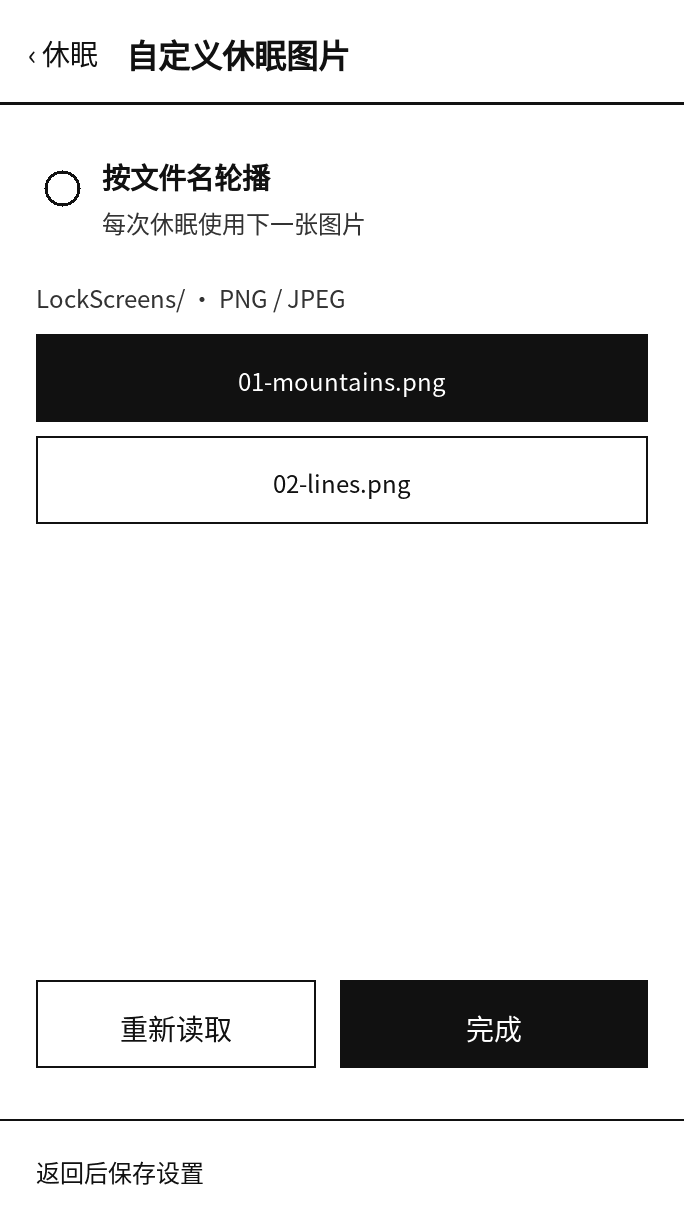 ‹ 休眠 自定义休眠图片
按文件名轮播
每次休眠使用下一张图片
LockScreens/ • PNG / JPEG
01-mountains.png
02-lines.png
重新读取 完成
返回后保存设置